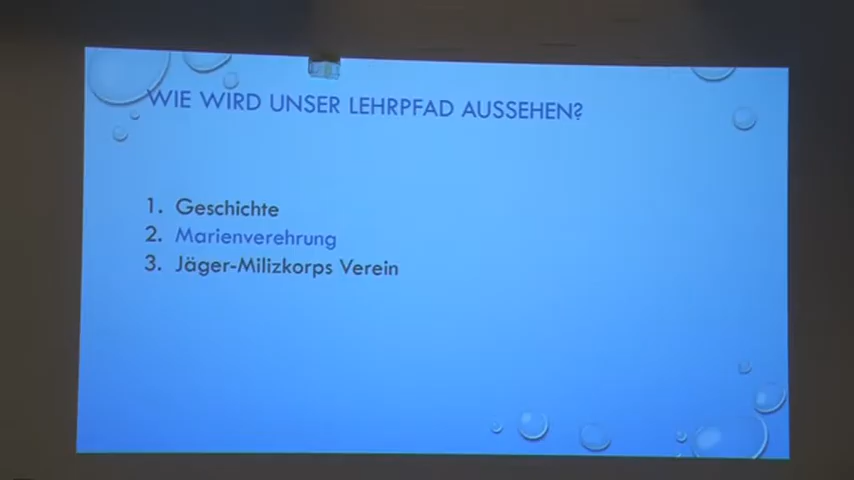 WIE WIRD UNSER LEHRPFAD AUSSEHEN?
1. Geschichte
2. Marienverehrung
3. Jäger-Milizkorps Verein